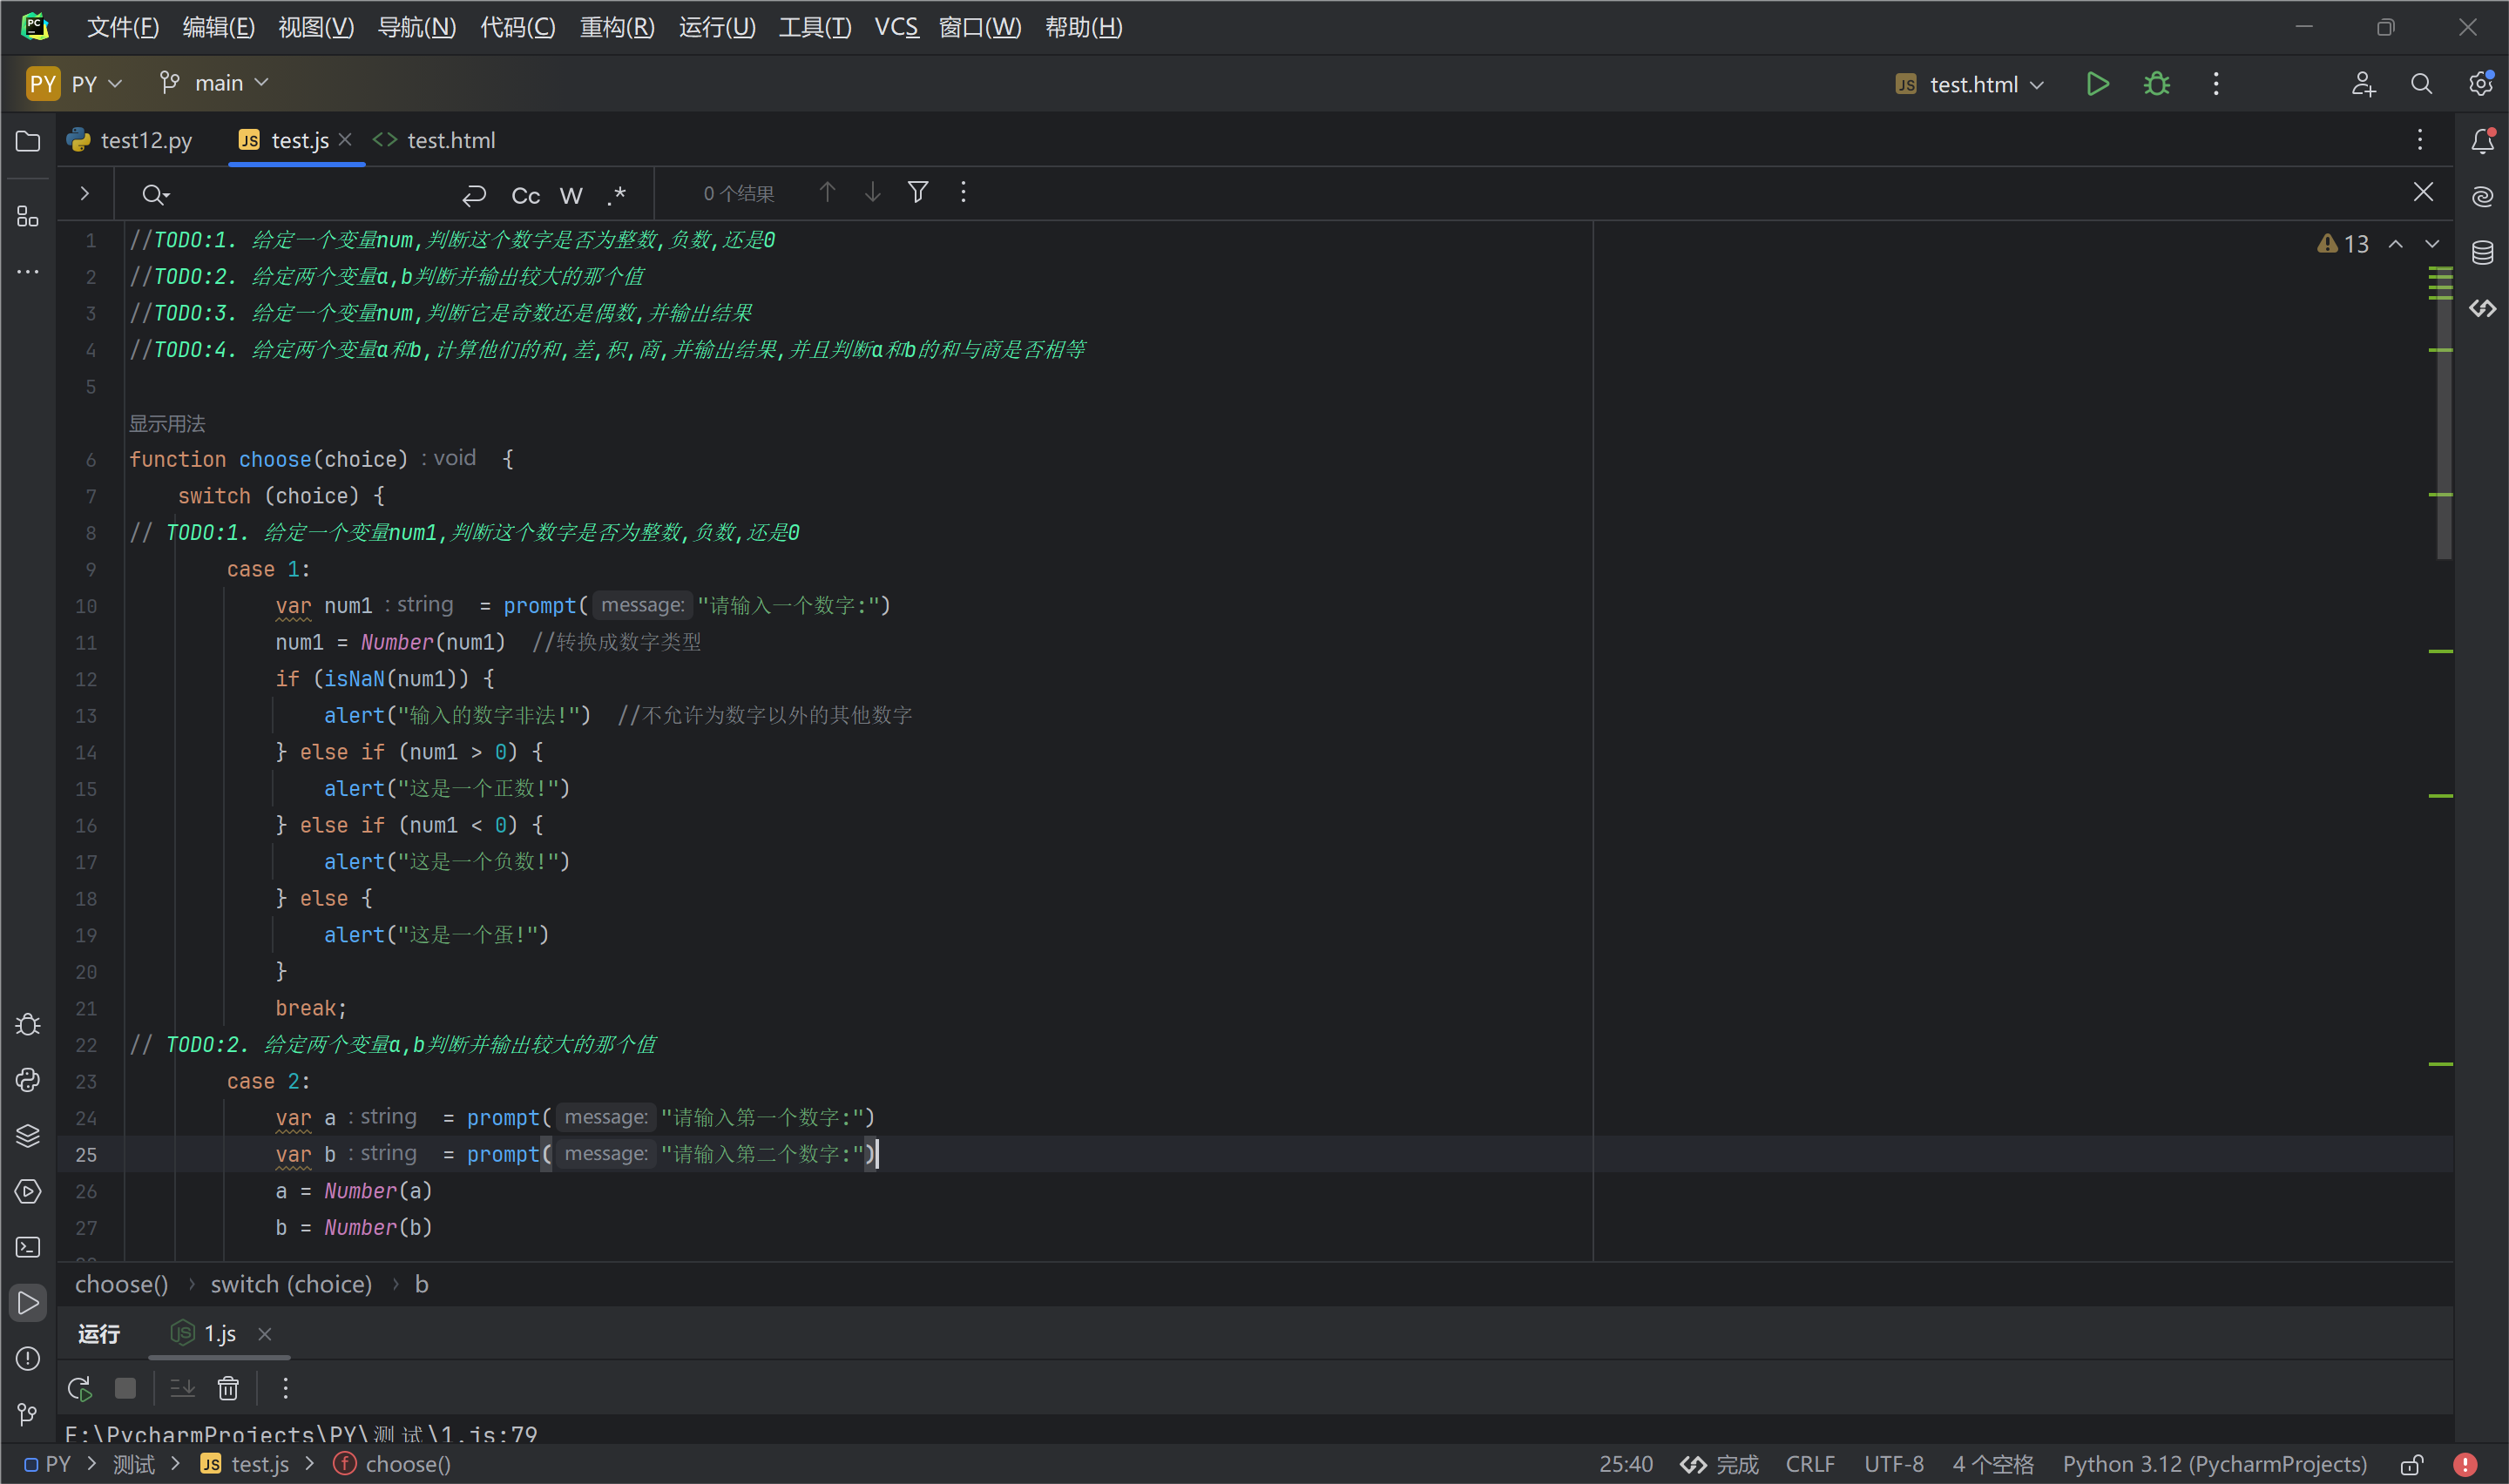 文件(F) 编辑(E) 视图(V) 导航(N) 代码(C) 重构(R) 运行(U) 工具(T) VCS 窗口(W) 帮助(H)
PY PY main test.html
test12.py test.js test.html
Cc W .* 0 个结果
13
1 //TODO:1. 给定一个变量num,判断这个数字是否为整数,负数,还是0
2 //TODO:2. 给定两个变量a,b判断并输出较大的那个值
3 //TODO:3. 给定一个变量num,判断它是奇数还是偶数,并输出结果
4 //TODO:4. 给定两个变量a和b,计算他们的和,差,积,商,并输出结果,并且判断a和b的和与商是否相等
5
显示用法
6 function choose(choice) : void {
7 switch (choice) {
8 // TODO:1. 给定一个变量num1,判断这个数字是否为整数,负数,还是0
9 case 1:
10 var num1 : string = prompt( message: "请输入一个数字:")
11 num1 = Number(num1) //转换成数字类型
12 if (isNaN(num1)) {
13 alert("输入的数字非法!") //不允许为数字以外的其他数字
14 } else if (num1 > 0) {
15 alert("这是一个正数!")
16 } else if (num1 < 0) {
17 alert("这是一个负数!")
18 } else {
19 alert("这是一个蛋!")
20 }
21 break;
22 // TODO:2. 给定两个变量a,b判断并输出较大的那个值
23 case 2:
24 var a : string = prompt( message: "请输入第一个数字:")
25 var b : string = prompt( message: "请输入第二个数字:")
26 a = Number(a)
27 b = Number(b)
choose() › switch (choice) › b
运行 1.js
E:\PycharmProjects\PY\测试\1.js:79
PY > 测试 > JS test.js > f choose() 25:40 完成 CRLF UTF-8 4 个空格 Python 3.12 (PycharmProjects)